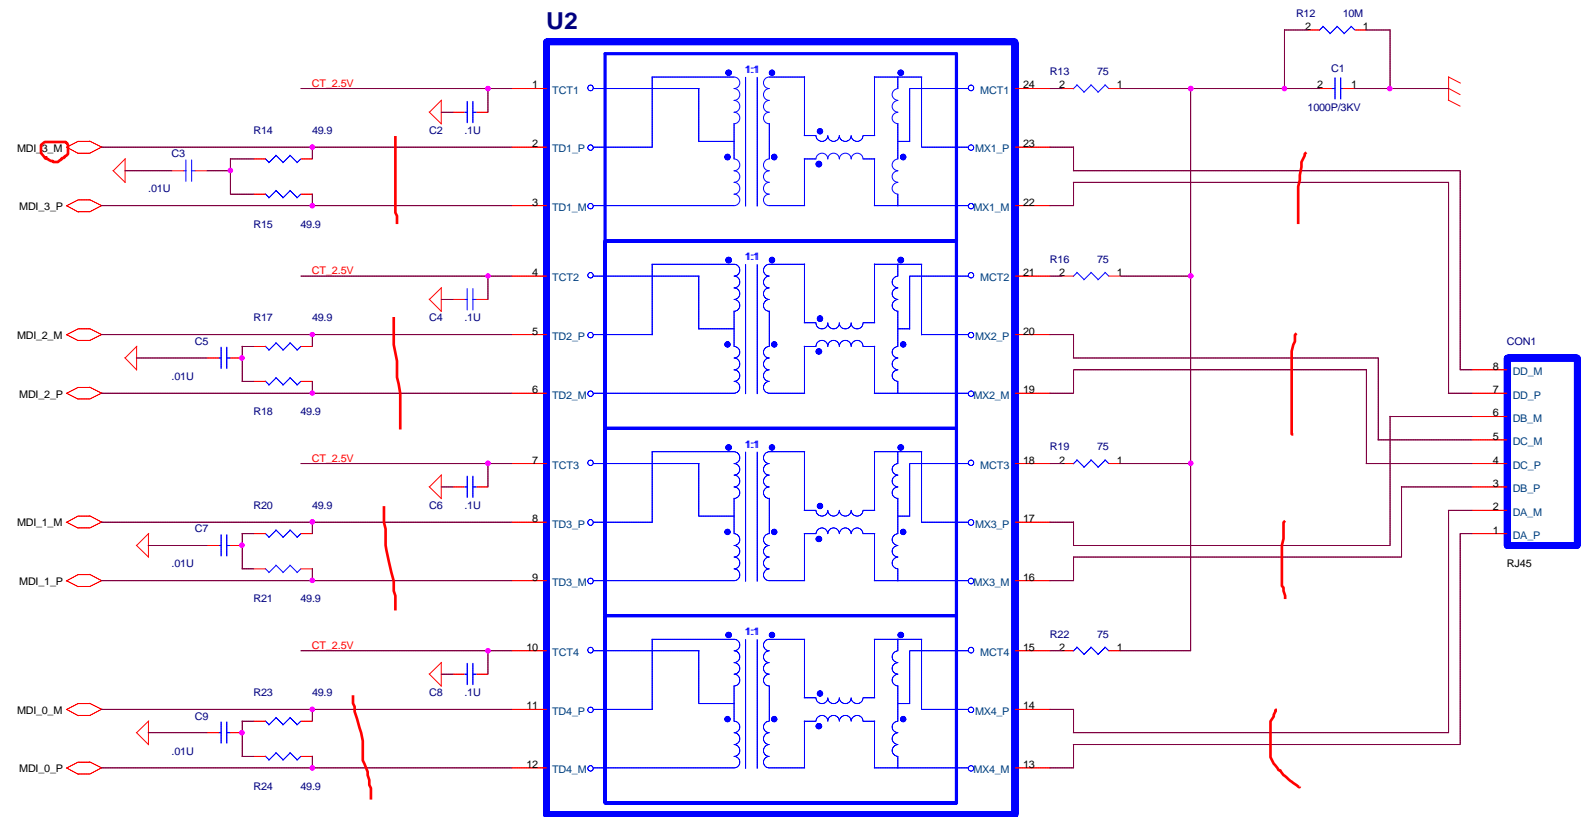 U2
R12 10M
2 1
C1
2 1
1000P/3KV
CT_2.5V
1 TCT1
1:1
MCT1 24
R13 75
2 1
C2 .1U
R14 49.9
MDI_3_M
2 TD1_P
MX1_P 23
C3
.01U
MDI_3_P
3 TD1_M
MX1_M 22
R15 49.9
CT_2.5V
4 TCT2
1:1
MCT2 21
R16 75
2 1
C4 .1U
R17 49.9
MDI_2_M
5 TD2_P
MX2_P 20
C5
.01U
MDI_2_P
6 TD2_M
MX2_M 19
R18 49.9
CT_2.5V
7 TCT3
1:1
MCT3 18
R19 75
2 1
C6 .1U
R20 49.9
MDI_1_M
8 TD3_P
MX3_P 17
C7
.01U
MDI_1_P
9 TD3_M
MX3_M 16
R21 49.9
CT_2.5V
10 TCT4
1:1
MCT4 15
R22 75
2 1
C8 .1U
R23 49.9
MDI_0_M
11 TD4_P
MX4_P 14
C9
.01U
MDI_0_P
12 TD4_M
MX4_M 13
R24 49.9
CON1
8 DD_M
7 DD_P
6 DB_M
5 DC_M
4 DC_P
3 DB_P
2 DA_M
1 DA_P
RJ45